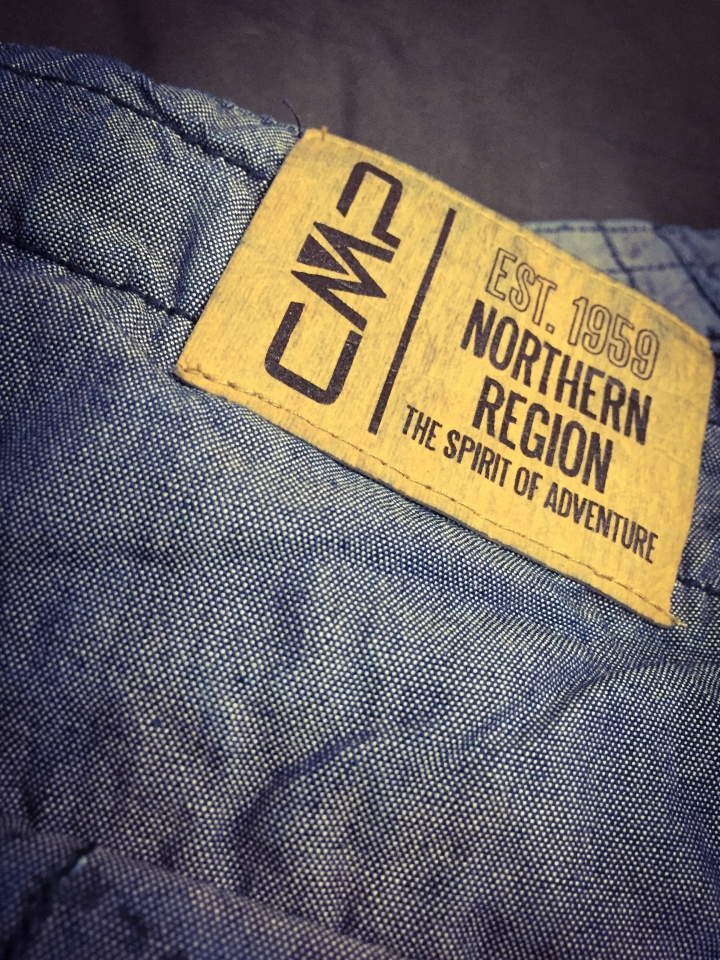 CMP
EST. 1959
NORTHERN
REGION
THE SPIRIT OF ADVENTURE